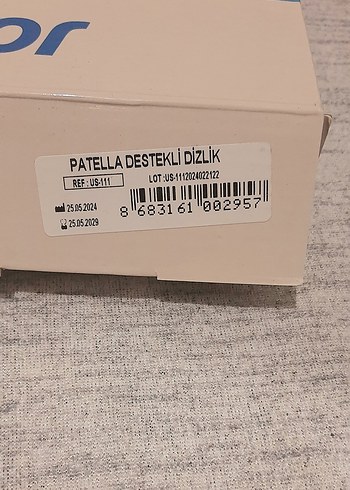 or
PATELLA DESTEKLİ DİZLİK
REF : US-111
LOT :US-1112024022122
25.05.2024
25.05.2029
8 683161 002957